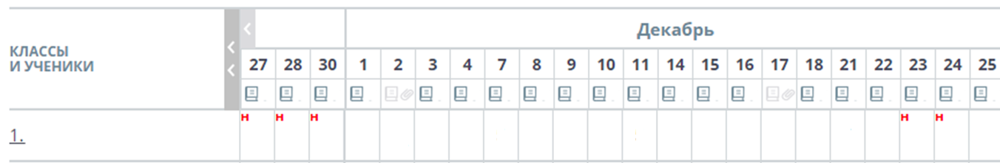 Декабрь
КЛАССЫ
И УЧЕНИКИ
27 28 30 1 2 3 4 7 8 9 10 11 14 15 16 17 18 21 22 23 24 25
н н н н н
1.